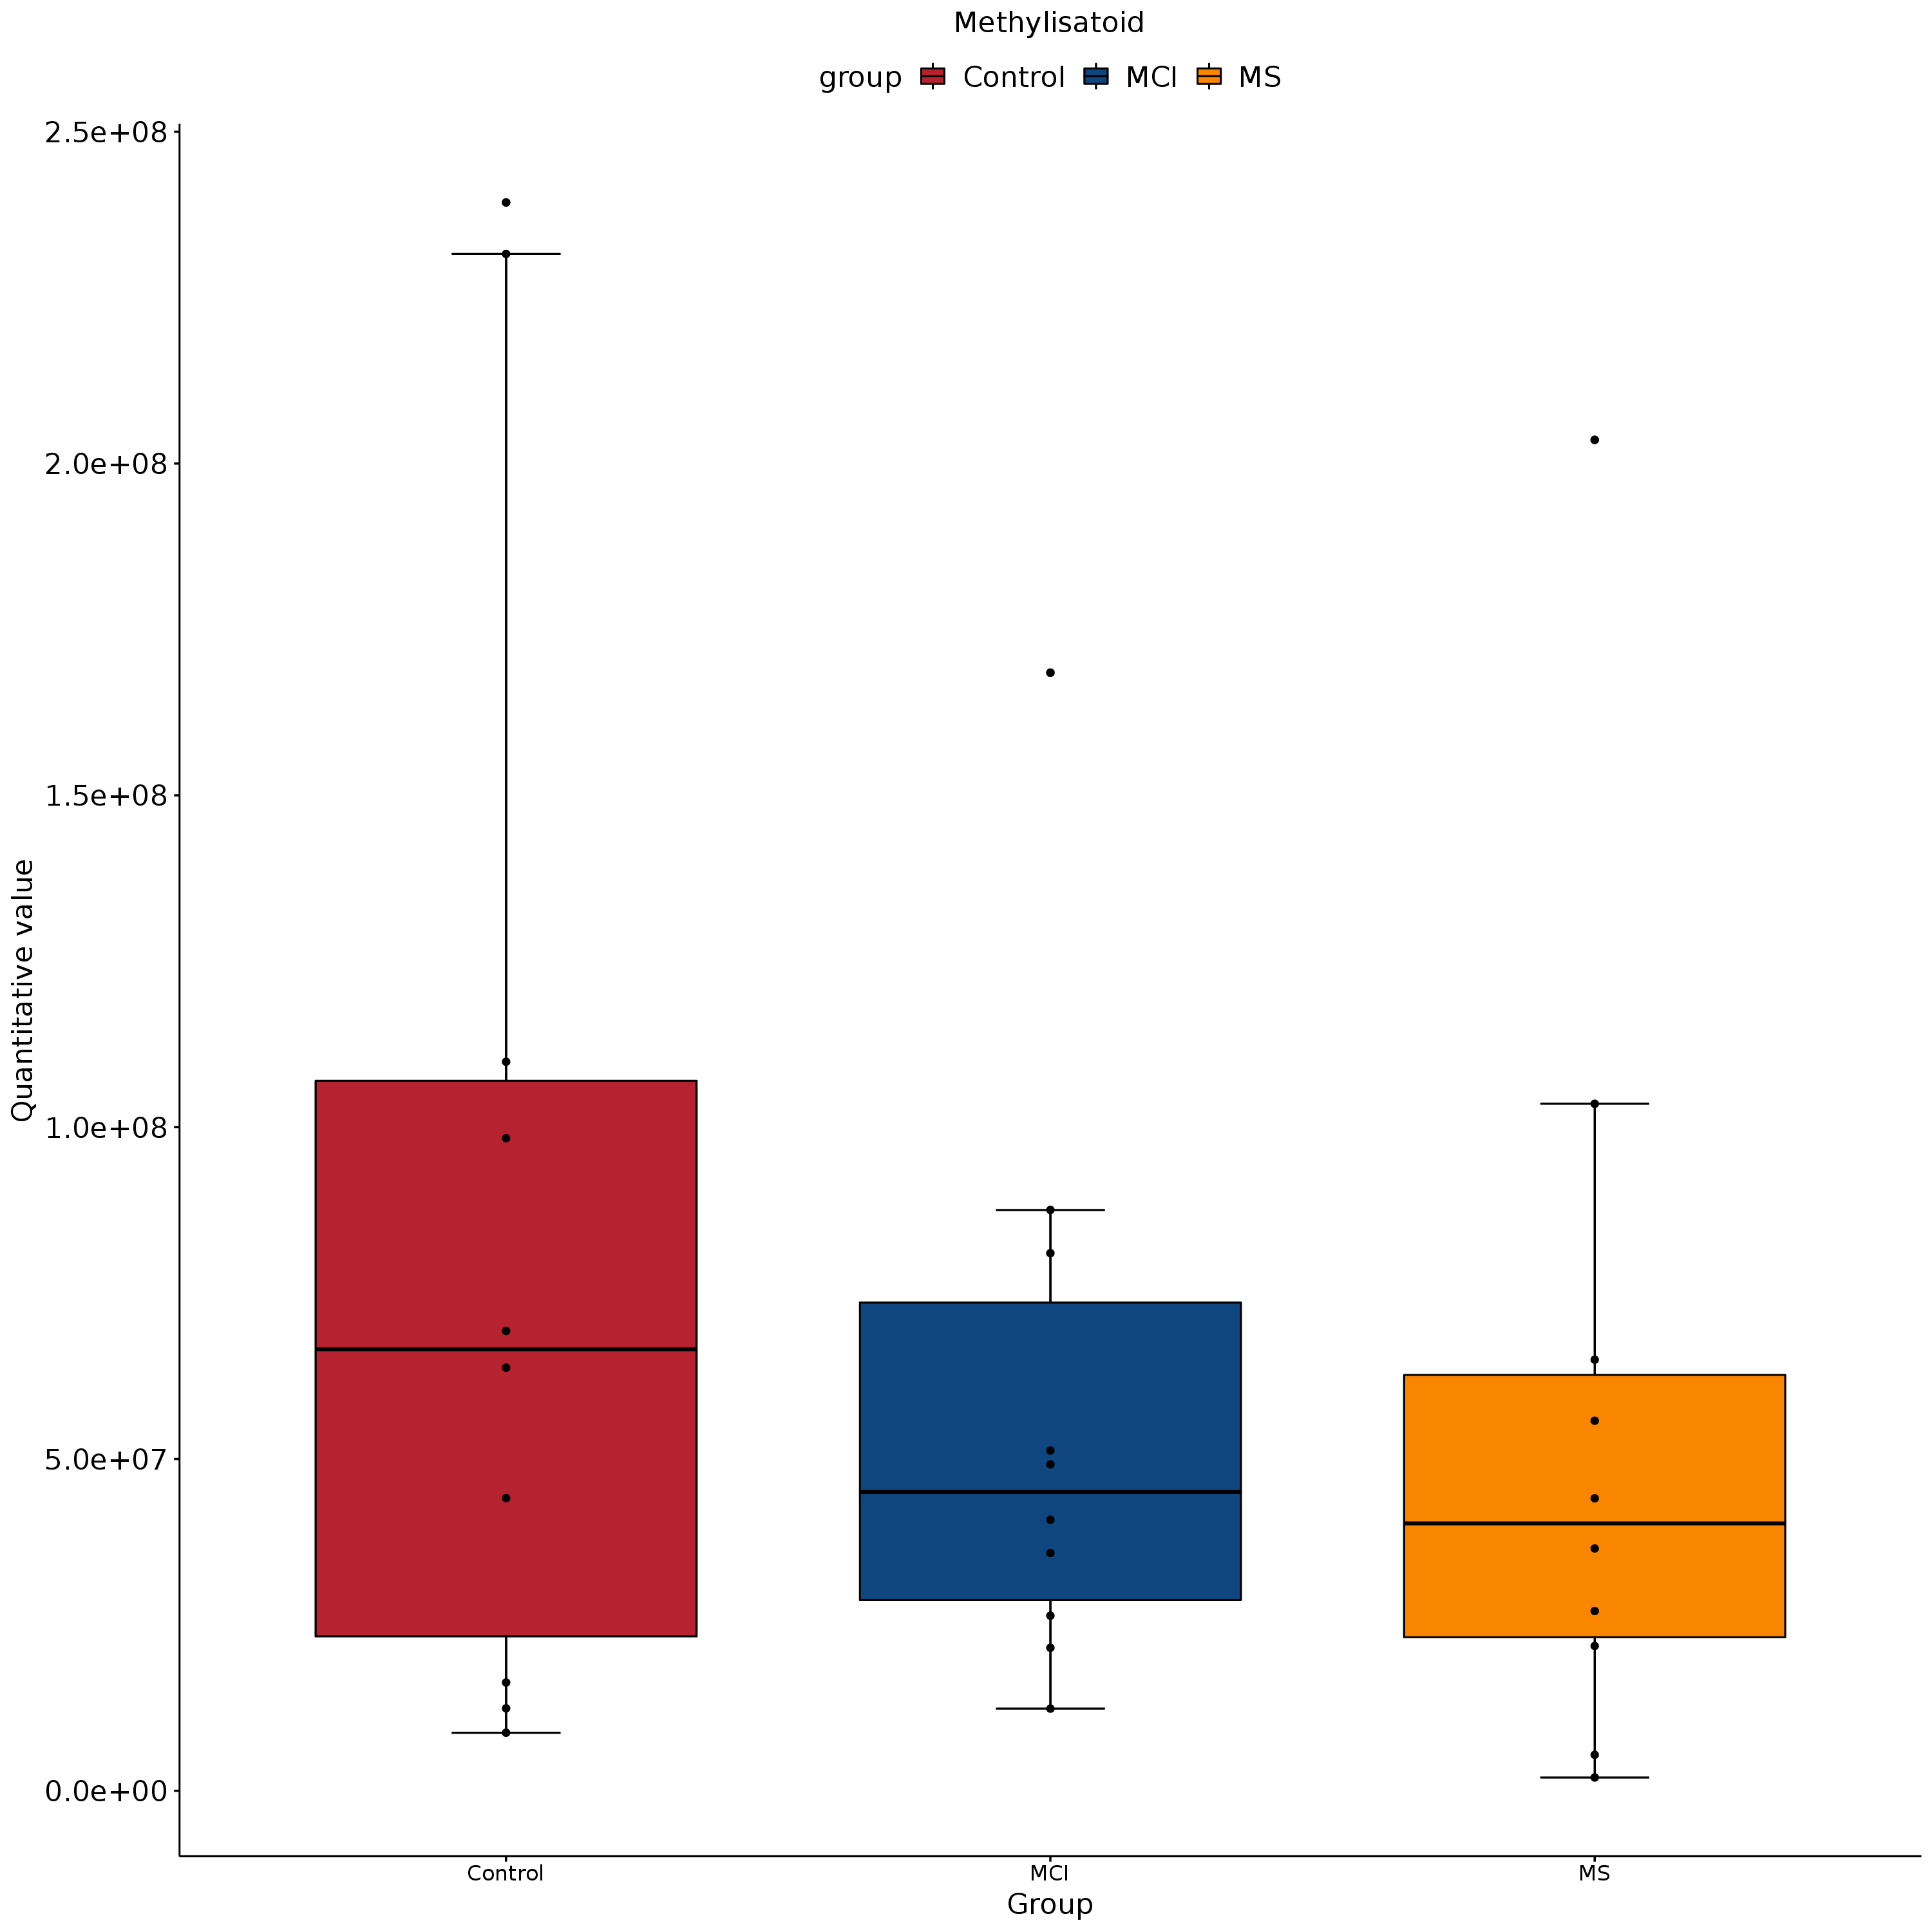 Methylisatoid
group Control MCI MS
2.5e+08
2.0e+08
1.5e+08
1.0e+08
5.0e+07
0.0e+00
Quantitative value
Control MCI MS
Group